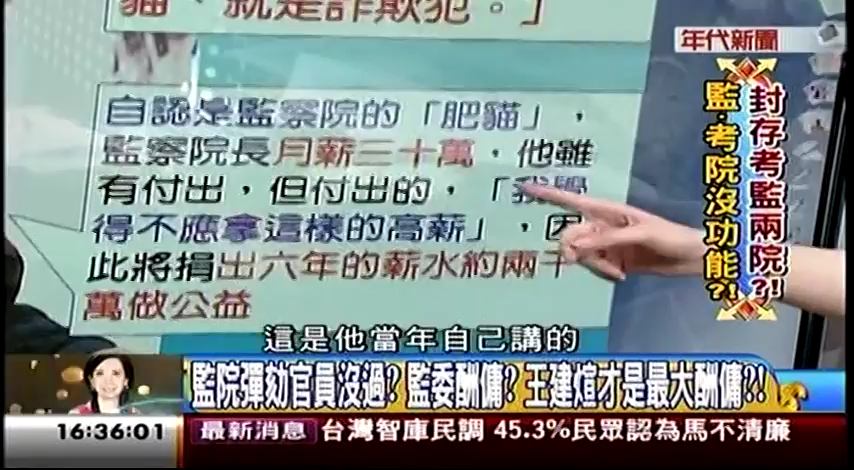 貓、就是詐欺犯。」
年代新聞
封存考監兩院?!
監‧考院沒功能?!
自認是監察院的「肥貓」，
監察院長月薪三十萬，他雖
有付出，但付出的，「我覺
得不應拿這樣的高薪」，因
此將捐出六年的薪水約兩千
萬做公益
這是他當年自己講的
監院彈劾官員沒過?監委酬傭?王建煊才是最大酬傭?!
16:36:01 最新消息 台灣智庫民調 45.3%民眾認為馬不清廉